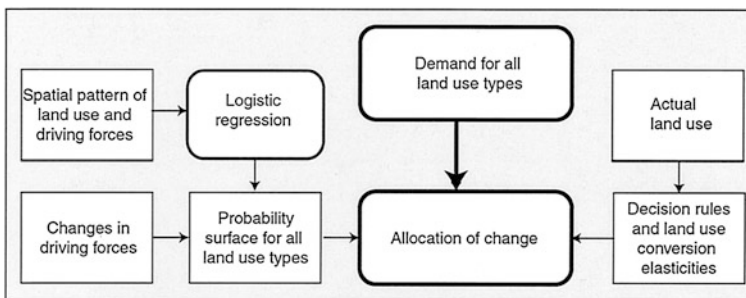 Spatial pattern of
land use and
driving forces
Logistic
regression
Demand for all
land use types
Actual
land use
Changes in
driving forces
Probability
surface for all
land use types
Allocation of change
Decision rules
and land use
conversion
elasticities